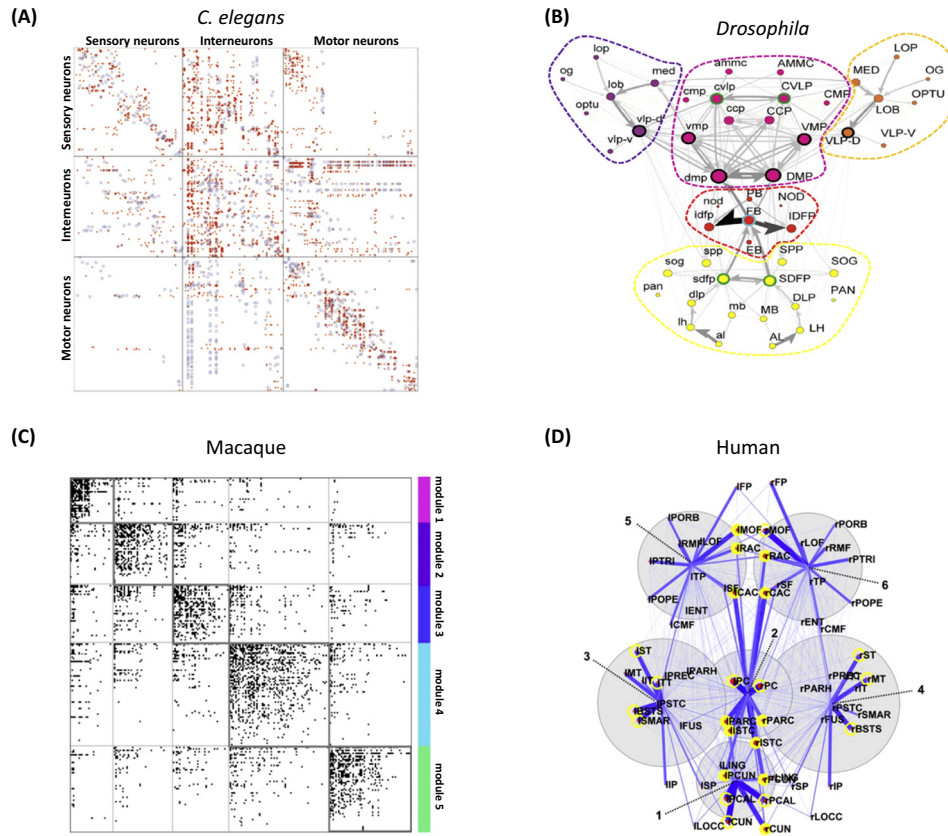 (A)
C. elegans
Sensory neurons
Interneurons
Motor neurons
Sensory neurons
Interneurons
Motor neurons
(B)
Drosophila
lop
og
lob
med
optu
vlp-d
vlp-v
ammc
AMMC
cvlp
CVLP
cmp
CMP
ccp
CCP
vmp
VMP
dmp
DMP
LOP
MED
OG
OPTU
LOB
VLP-D
VLP-V
PB
nod
NOD
FB
idfp
IDFP
EB
spp
SPP
sog
SOG
sdfp
SDFP
pan
PAN
dlp
DLP
mb
MB
lh
LH
al
AL
(C)
Macaque
module 1
module 2
module 3
module 4
module 5
(D)
Human
lFP
rFP
5
lPORB
lMOF
rMOF
rPORB
lRMF
lLOF
rLOF
rRMF
lPTRI
lRAC
rRAC
rPTRI
lTP
rTP
6
lSF
rSF
lPOPE
lCAC
rCAC
rPOPE
lENT
rENT
lCMF
rCMF
2
3
lST
rST
lMT
lIT
lTT
lPREC
lPARH
lPC
rPC
rPARH
rPREC
rIT
rMT
4
lPSTC
rPSTC
lBSTS
lSMAR
rSMAR
rBSTS
lFUS
rFUS
lPARC
rPARC
lISTC
rISTC
lLING
rLING
lPCUN
rPCUN
lSP
rSP
lIP
rIP
lPCAL
rPCAL
1
lLOCC
rLOCC
lCUN
rCUN